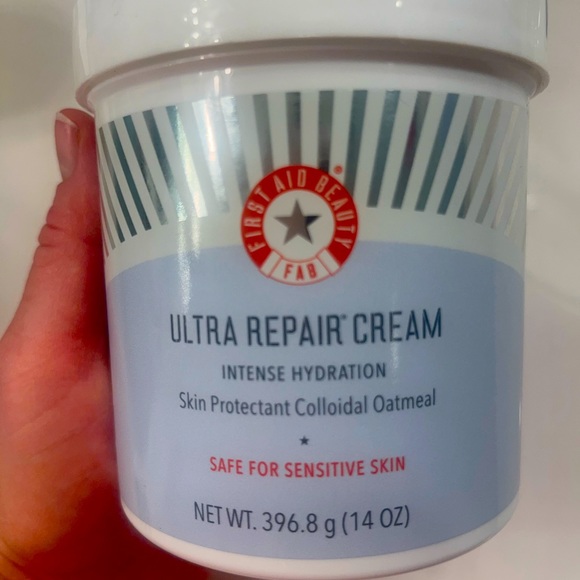 FIRST AID BEAUTY®
FAB
ULTRA REPAIR® CREAM
INTENSE HYDRATION
Skin Protectant Colloidal Oatmeal
SAFE FOR SENSITIVE SKIN
NET WT. 396.8 g (14 OZ)